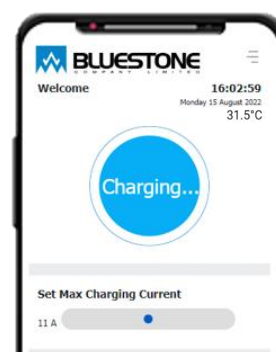 BLUESTONE
COMPANY LIMITED
Welcome
16:02:59
Monday 15 August 2022
31.5°C
Charging...
Set Max Charging Current
11 A